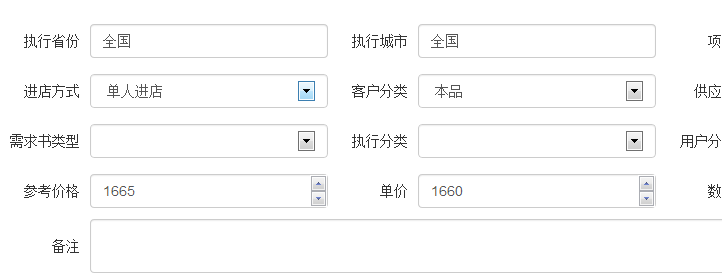 执行省份 全国 执行城市 全国 项
进店方式 单人进店 客户分类 本品 供应
需求书类型 执行分类 用户分
参考价格 1665 单价 1660 数
备注